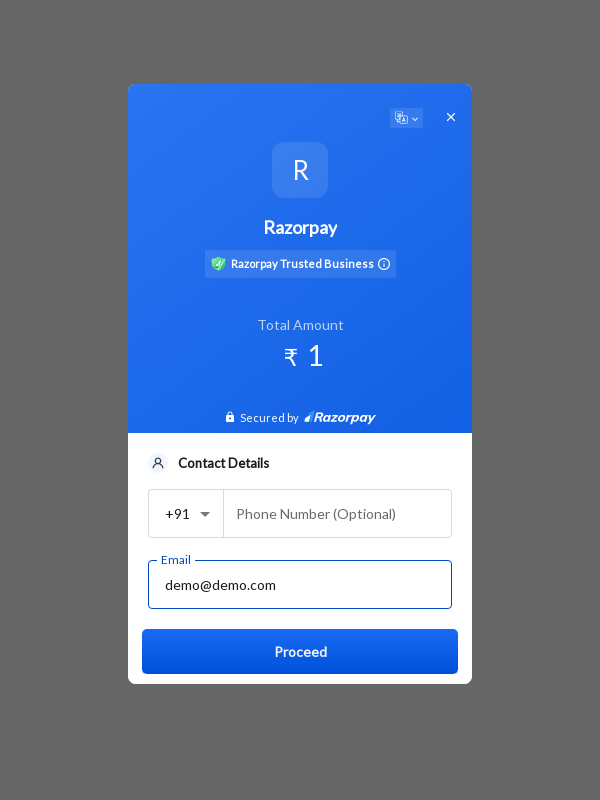 R
Razorpay
Razorpay Trusted Business
Total Amount
₹ 1
Secured by Razorpay
Contact Details
+91 Phone Number (Optional)
Email
demo@demo.com
Proceed